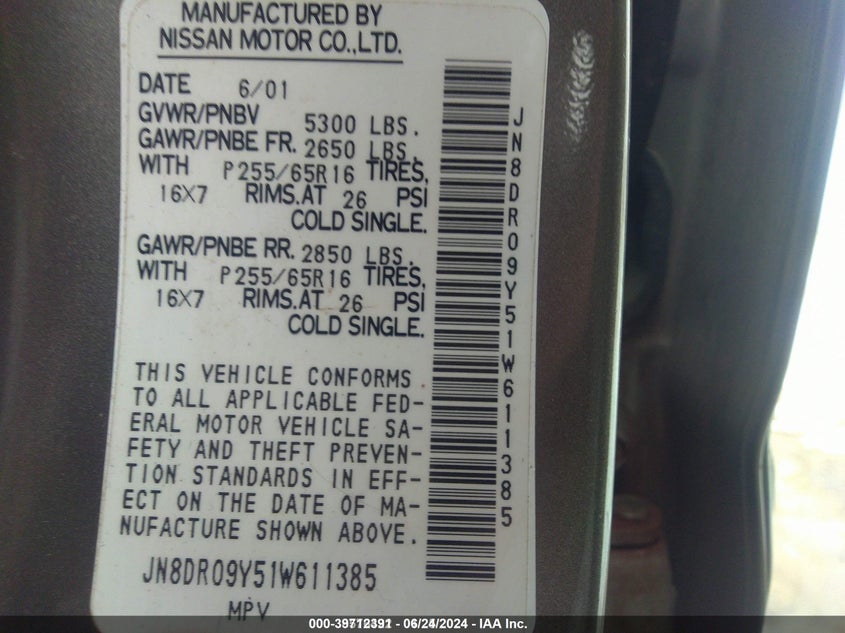 MANUFACTURED BY
NISSAN MOTOR CO.,LTD.
DATE 6/01
GVWR/PNBV 5300 LBS.
GAWR/PNBE FR. 2650 LBS.
WITH P255/65R16 TIRES,
16X7 RIMS.AT 26 PSI
COLD SINGLE.
GAWR/PNBE RR. 2850 LBS.
WITH P255/65R16 TIRES,
16X7 RIMS.AT 26 PSI
COLD SINGLE.
THIS VEHICLE CONFORMS
TO ALL APPLICABLE FED-
ERAL MOTOR VEHICLE SA-
FETY AND THEFT PREVEN-
TION STANDARDS IN EFF-
ECT ON THE DATE OF MA-
NUFACTURE SHOWN ABOVE.
JN8DR09Y51W611385
MPV
JN8DR09Y51W611385
000-39712391 - 06/24/2024 - IAA Inc.